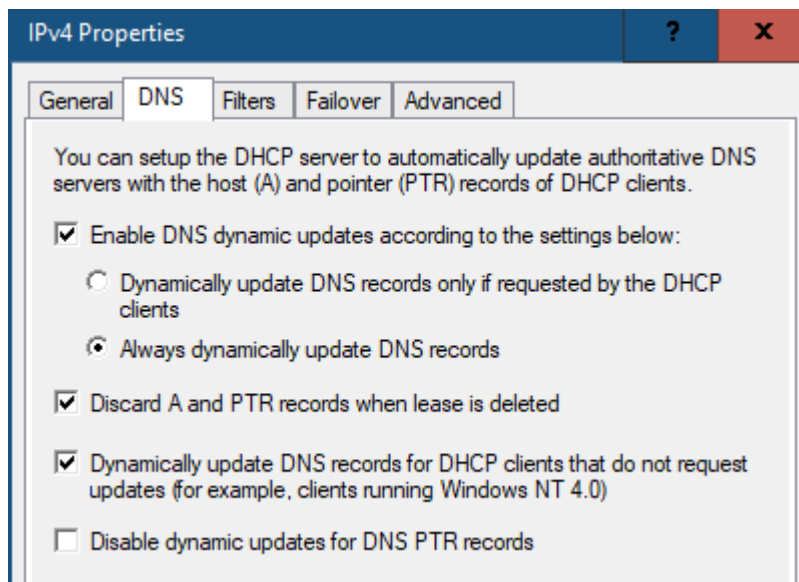 IPv4 Properties
? x
General DNS Filters Failover Advanced
You can setup the DHCP server to automatically update authoritative DNS
servers with the host (A) and pointer (PTR) records of DHCP clients.
Enable DNS dynamic updates according to the settings below:
Dynamically update DNS records only if requested by the DHCP
clients
Always dynamically update DNS records
Discard A and PTR records when lease is deleted
Dynamically update DNS records for DHCP clients that do not request
updates (for example, clients running Windows NT 4.0)
Disable dynamic updates for DNS PTR records